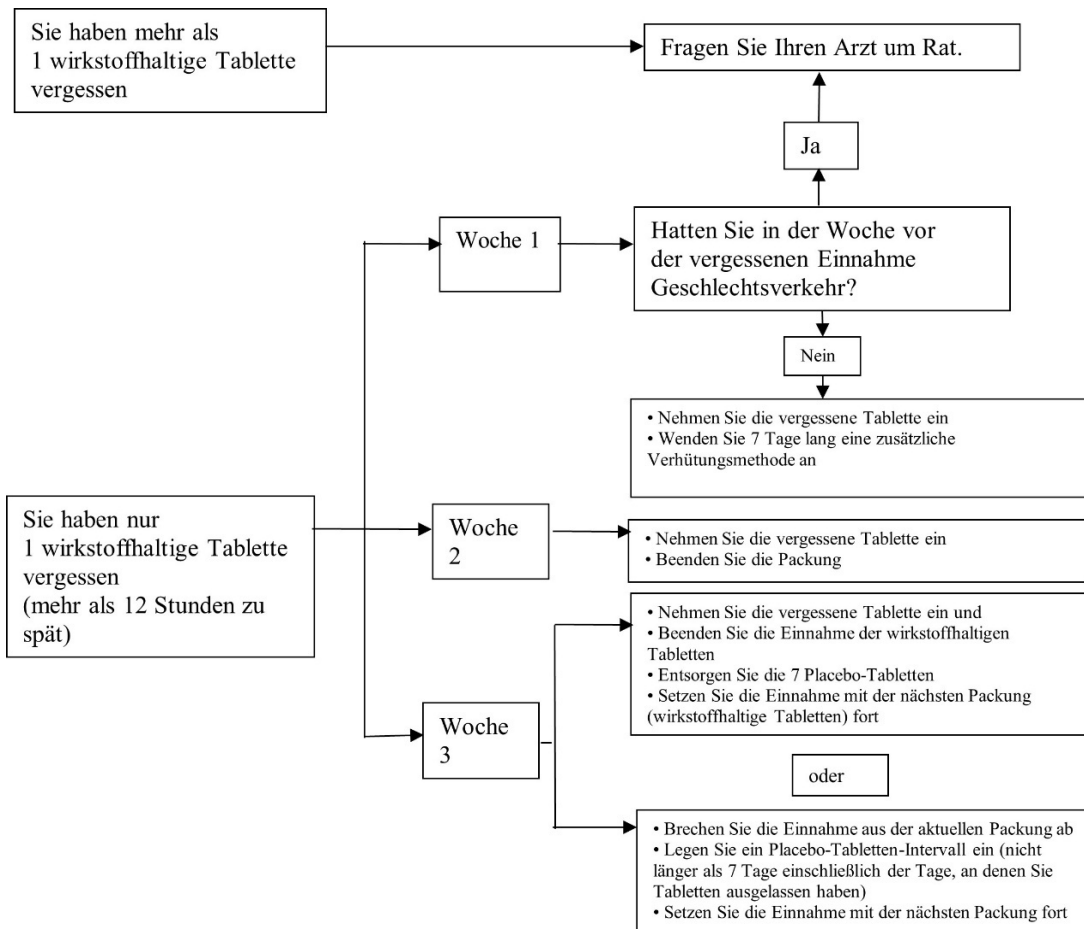 Sie haben mehr als
1 wirkstoffhaltige Tablette
vergessen
Fragen Sie Ihren Arzt um Rat.
Ja
Woche 1
Hatten Sie in der Woche vor
der vergessenen Einnahme
Geschlechtsverkehr?
Nein
• Nehmen Sie die vergessene Tablette ein
• Wenden Sie 7 Tage lang eine zusätzliche
Verhütungsmethode an
Sie haben nur
1 wirkstoffhaltige Tablette
vergessen
(mehr als 12 Stunden zu
spät)
Woche
2
• Nehmen Sie die vergessene Tablette ein
• Beenden Sie die Packung
Woche
3
• Nehmen Sie die vergessene Tablette ein und
• Beenden Sie die Einnahme der wirkstoffhaltigen
Tabletten
• Entsorgen Sie die 7 Placebo-Tabletten
• Setzen Sie die Einnahme mit der nächsten Packung
(wirkstoffhaltige Tabletten) fort
oder
• Brechen Sie die Einnahme aus der aktuellen Packung ab
• Legen Sie ein Placebo-Tabletten-Intervall ein (nicht
länger als 7 Tage einschließlich der Tage, an denen Sie
Tabletten ausgelassen haben)
• Setzen Sie die Einnahme mit der nächsten Packung fort